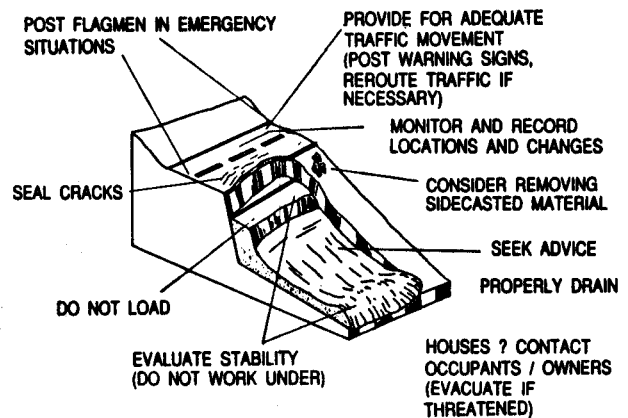 POST FLAGMEN IN EMERGENCY
SITUATIONS
PROVIDE FOR ADEQUATE
TRAFFIC MOVEMENT
(POST WARNING SIGNS,
REROUTE TRAFFIC IF
NECESSARY)
MONITOR AND RECORD
LOCATIONS AND CHANGES
SEAL CRACKS
CONSIDER REMOVING
SIDECASTED MATERIAL
SEEK ADVICE
PROPERLY DRAIN
DO NOT LOAD
EVALUATE STABILITY
(DO NOT WORK UNDER)
HOUSES ? CONTACT
OCCUPANTS / OWNERS
(EVACUATE IF
THREATENED)